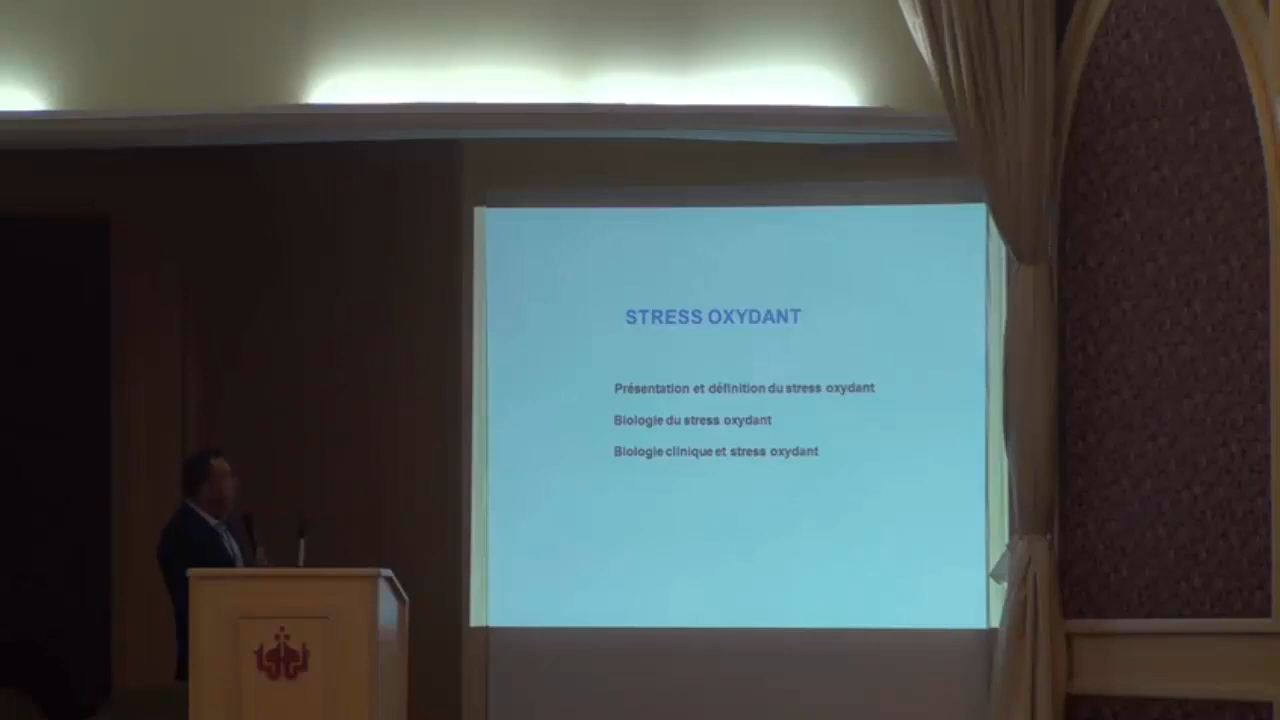 STRESS OXYDANT
Présentation et définition du stress oxydant
Biologie du stress oxydant
Biologie clinique et stress oxydant